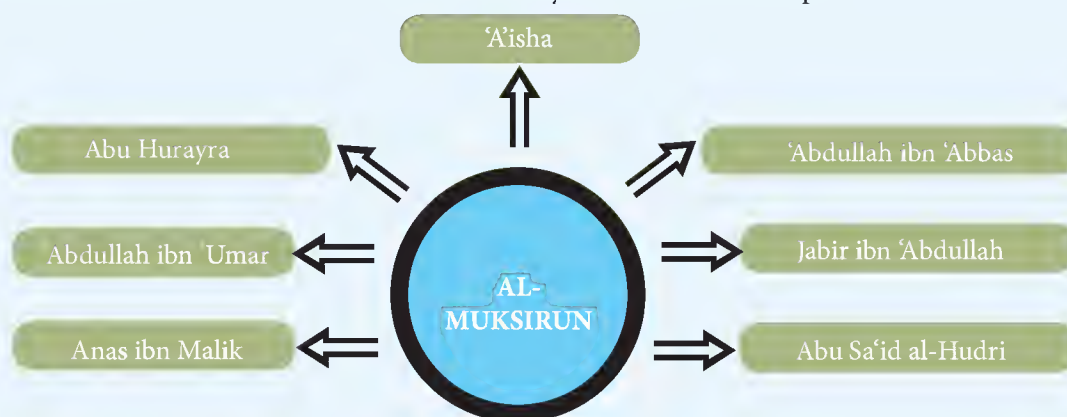 ‘A’isha
Abu Hurayra
‘Abdullah ibn ‘Abbas
Abdullah ibn ‘Umar
Jabir ibn ‘Abdullah
AL-
MUKSIRUN
Anas ibn Malik
Abu Sa‘id al-Hudri